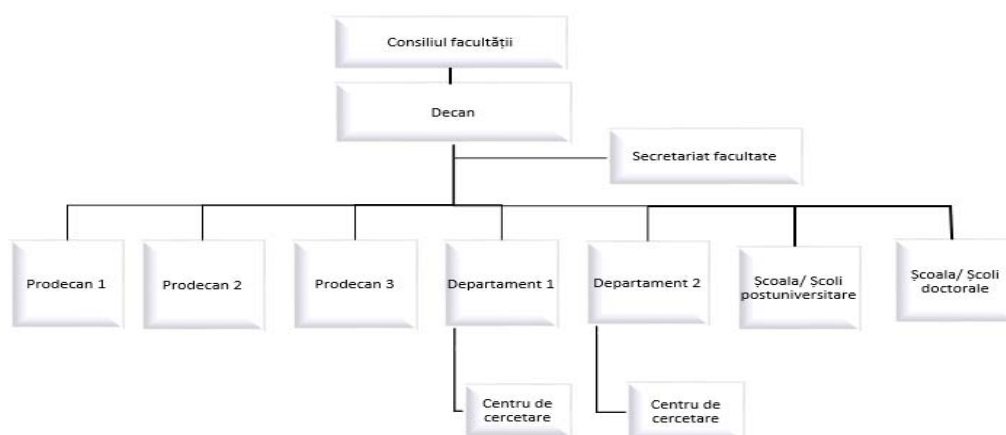 Consiliul facultății
Decan
Secretariat facultate
Prodecan 1
Prodecan 2
Prodecan 3
Departament 1
Departament 2
Școala/ Școli
postuniversitare
Școala/ Școli
doctorale
Centru de
cercetare
Centru de
cercetare